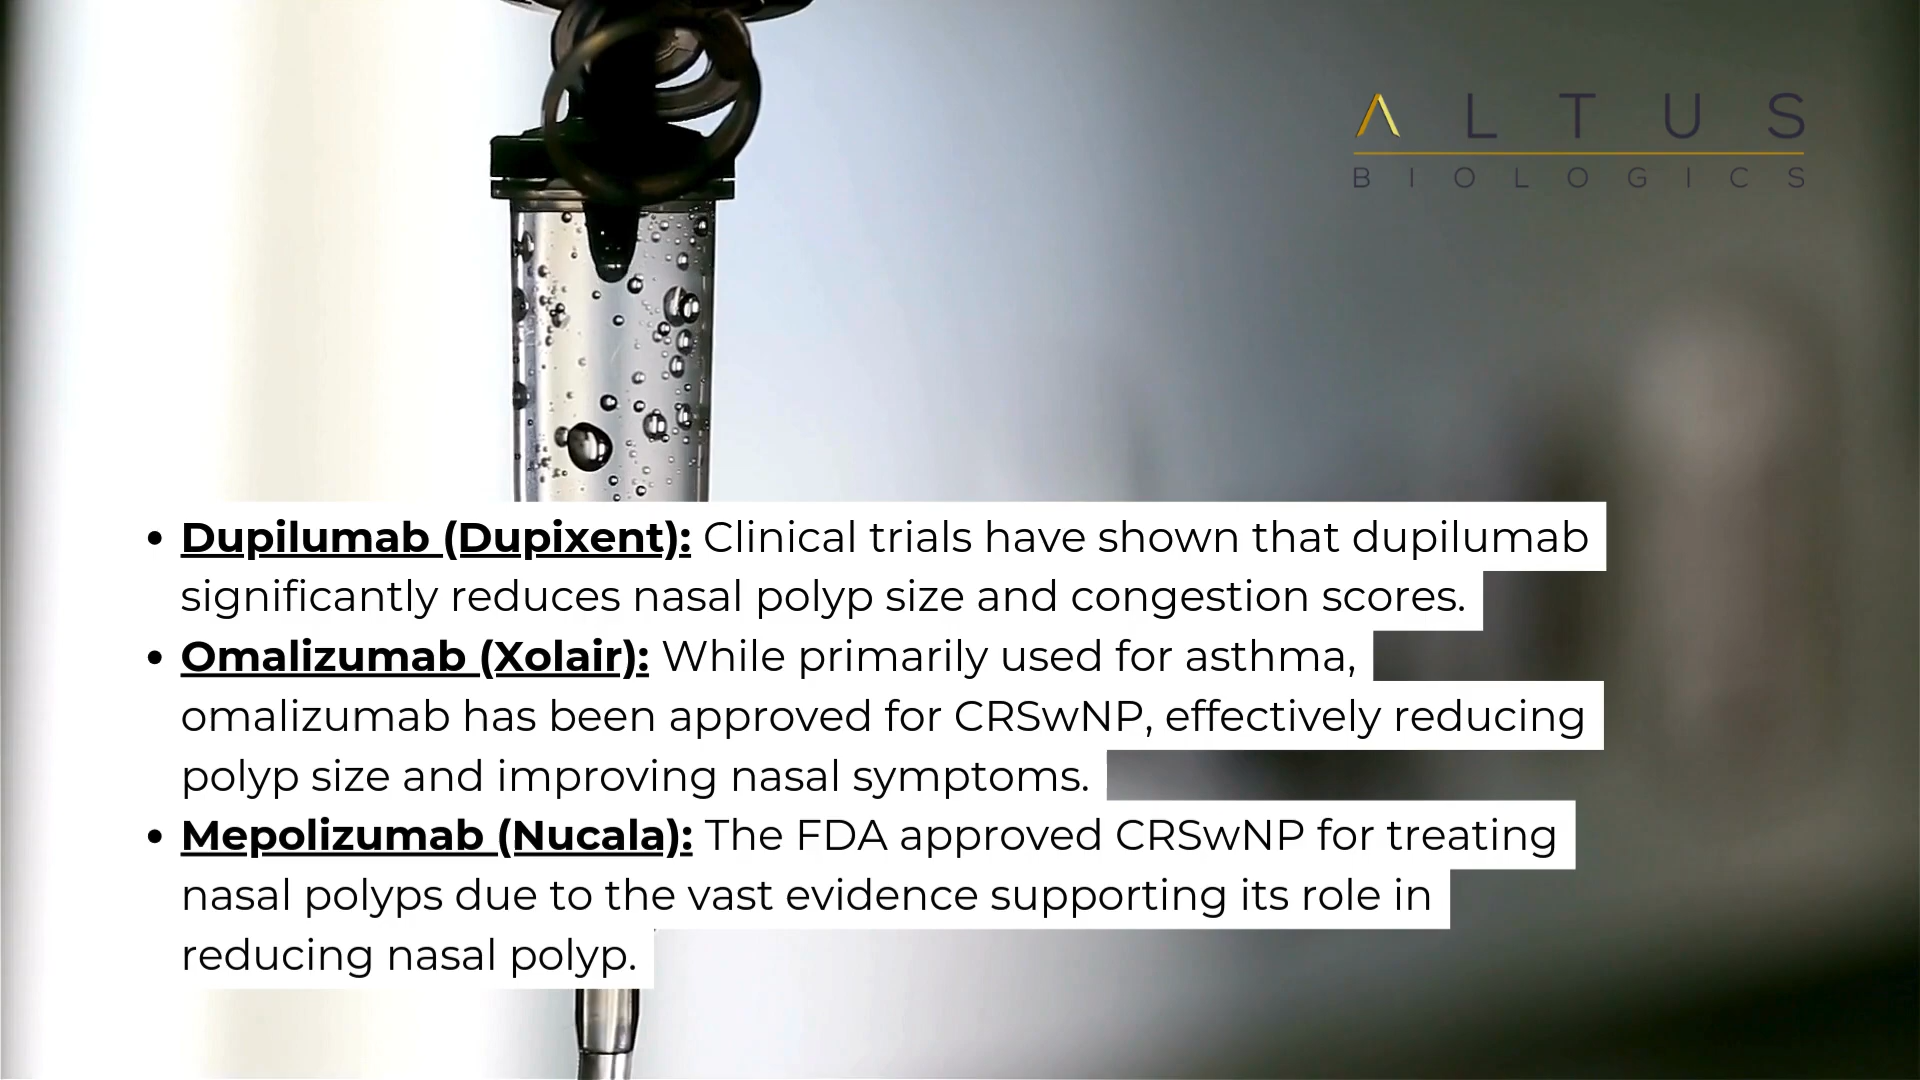 ALTUS
BIOLOGICS
• Dupilumab (Dupixent): Clinical trials have shown that dupilumab
significantly reduces nasal polyp size and congestion scores.
• Omalizumab (Xolair): While primarily used for asthma,
omalizumab has been approved for CRSwNP, effectively reducing
polyp size and improving nasal symptoms.
• Mepolizumab (Nucala): The FDA approved CRSwNP for treating
nasal polyps due to the vast evidence supporting its role in
reducing nasal polyp.